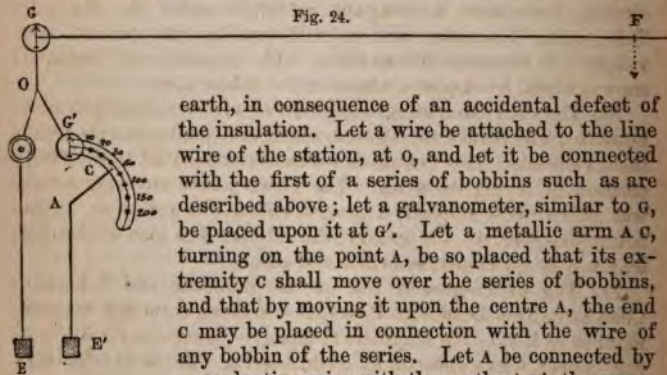 G Fig. 24. F
O
G'
C
A
100
150
200
E E'
earth, in consequence of an accidental defect of
the insulation. Let a wire be attached to the line
wire of the station, at O, and let it be connected
with the first of a series of bobbins such as are
described above; let a galvanometer, similar to G,
be placed upon it at G'. Let a metallic arm A C,
turning on the point A, be so placed that its ex-
tremity C shall move over the series of bobbins,
and that by moving it upon the centre A, the end
C may be placed in connection with the wire of
any bobbin of the series. Let A be connected by